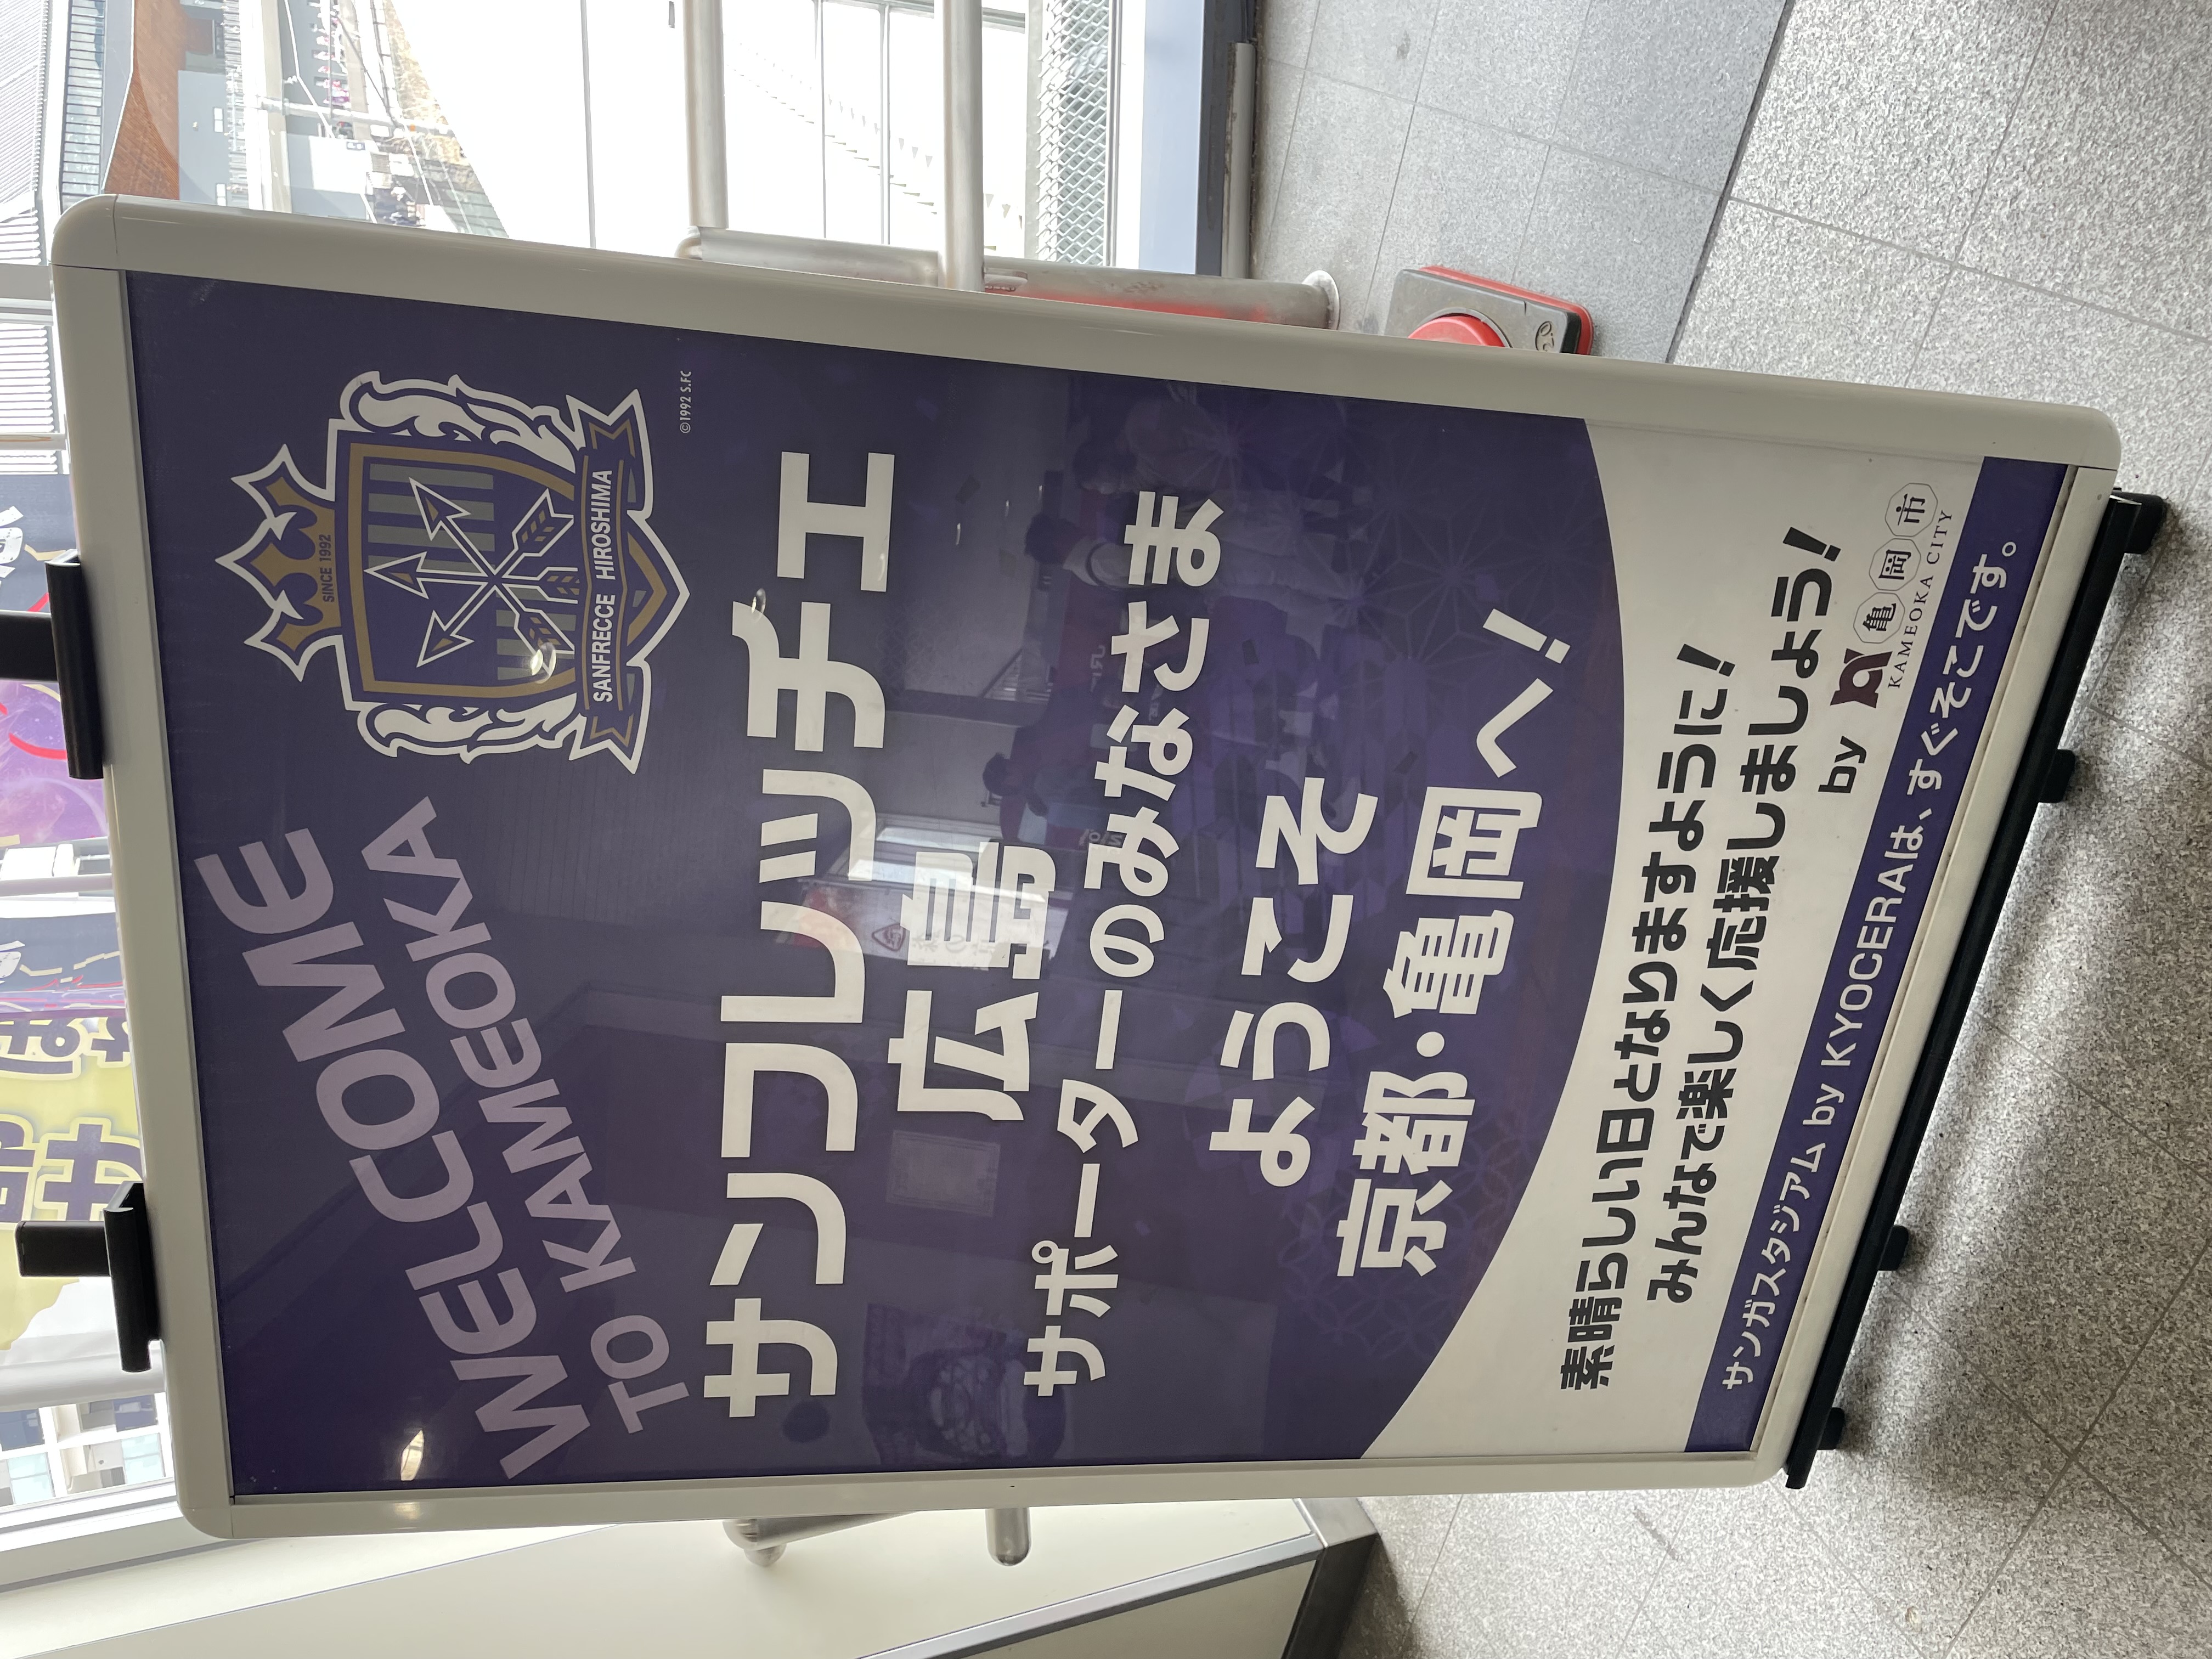 WELCOME
TO KAMEOKA
SINCE 1992
SANFRECCE HIROSHIMA
©1992 S.FC
サンフレッチェ
広島
サポーターのみなさま
ようこそ
京都・亀岡へ!
素晴らしい日となりますように!
みんなで楽しく応援しましょう!
by 亀岡市
KAMEOKA CITY
サンガスタジアム by KYOCERAは、すぐそこです。